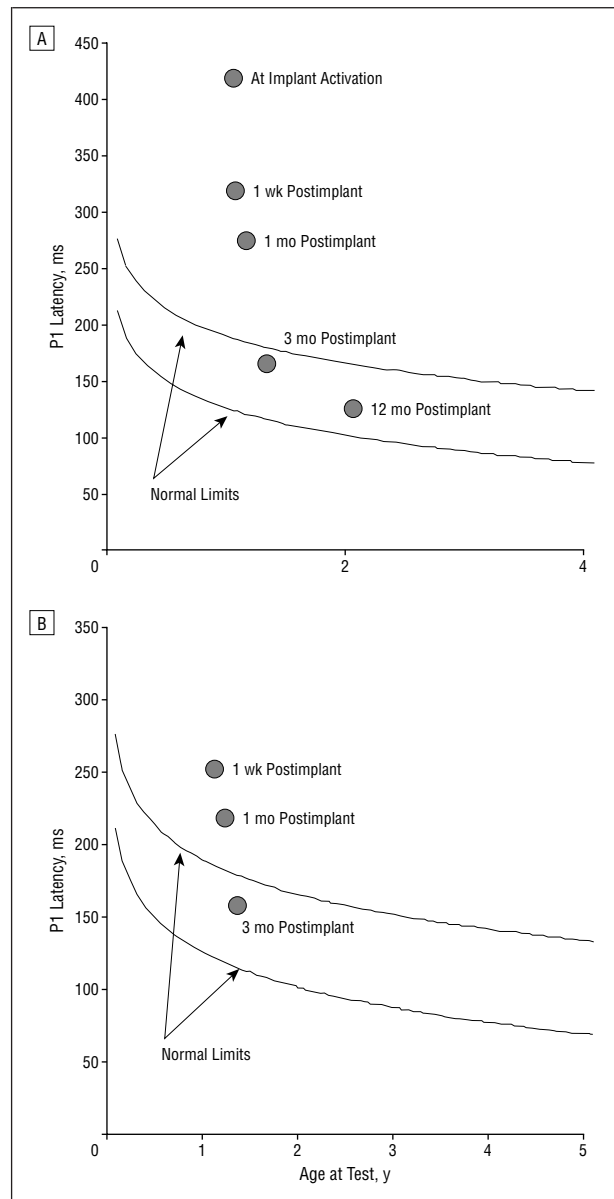 A
450
400
350
300
250
200
150
100
50
0
2
4
P1 Latency, ms
At Implant Activation
1 wk Postimplant
1 mo Postimplant
3 mo Postimplant
12 mo Postimplant
Normal Limits
B
350
300
250
200
150
100
50
0
1
2
3
4
5
P1 Latency, ms
1 wk Postimplant
1 mo Postimplant
3 mo Postimplant
Normal Limits
Age at Test, y